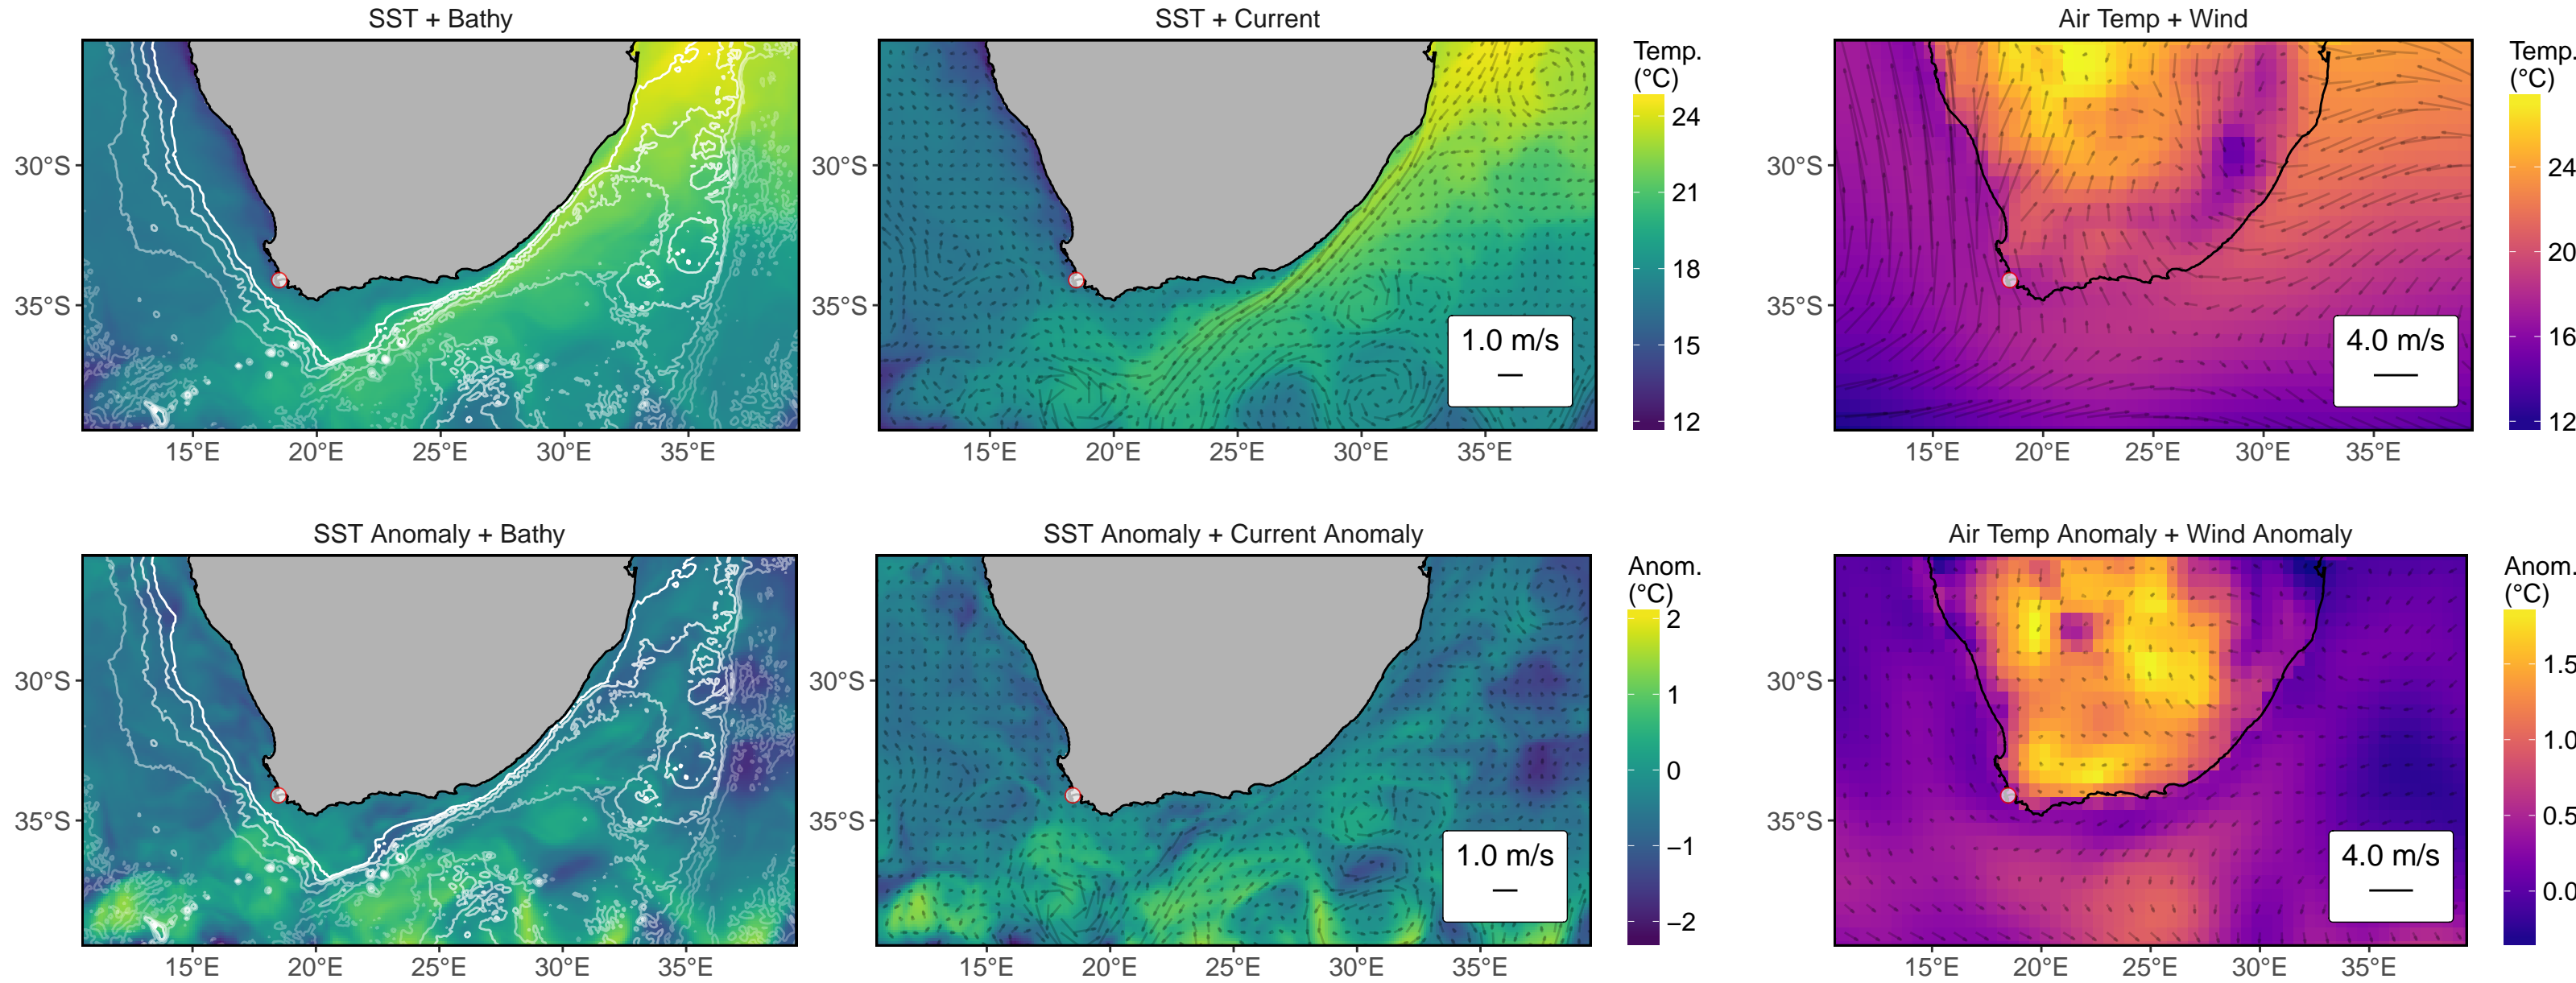 SST + Bathy
SST + Current
Air Temp + Wind
30°S
35°S
15°E 20°E 25°E 30°E 35°E
30°S
35°S
15°E 20°E 25°E 30°E 35°E
1.0 m/s
Temp.
(°C)
24
21
18
15
12
30°S
35°S
15°E 20°E 25°E 30°E 35°E
4.0 m/s
Temp.
(°C)
24
20
16
12
SST Anomaly + Bathy
SST Anomaly + Current Anomaly
Air Temp Anomaly + Wind Anomaly
30°S
35°S
15°E 20°E 25°E 30°E 35°E
30°S
35°S
15°E 20°E 25°E 30°E 35°E
1.0 m/s
Anom.
(°C)
2
1
0
−1
−2
30°S
35°S
15°E 20°E 25°E 30°E 35°E
4.0 m/s
Anom.
(°C)
1.5
1.0
0.5
0.0